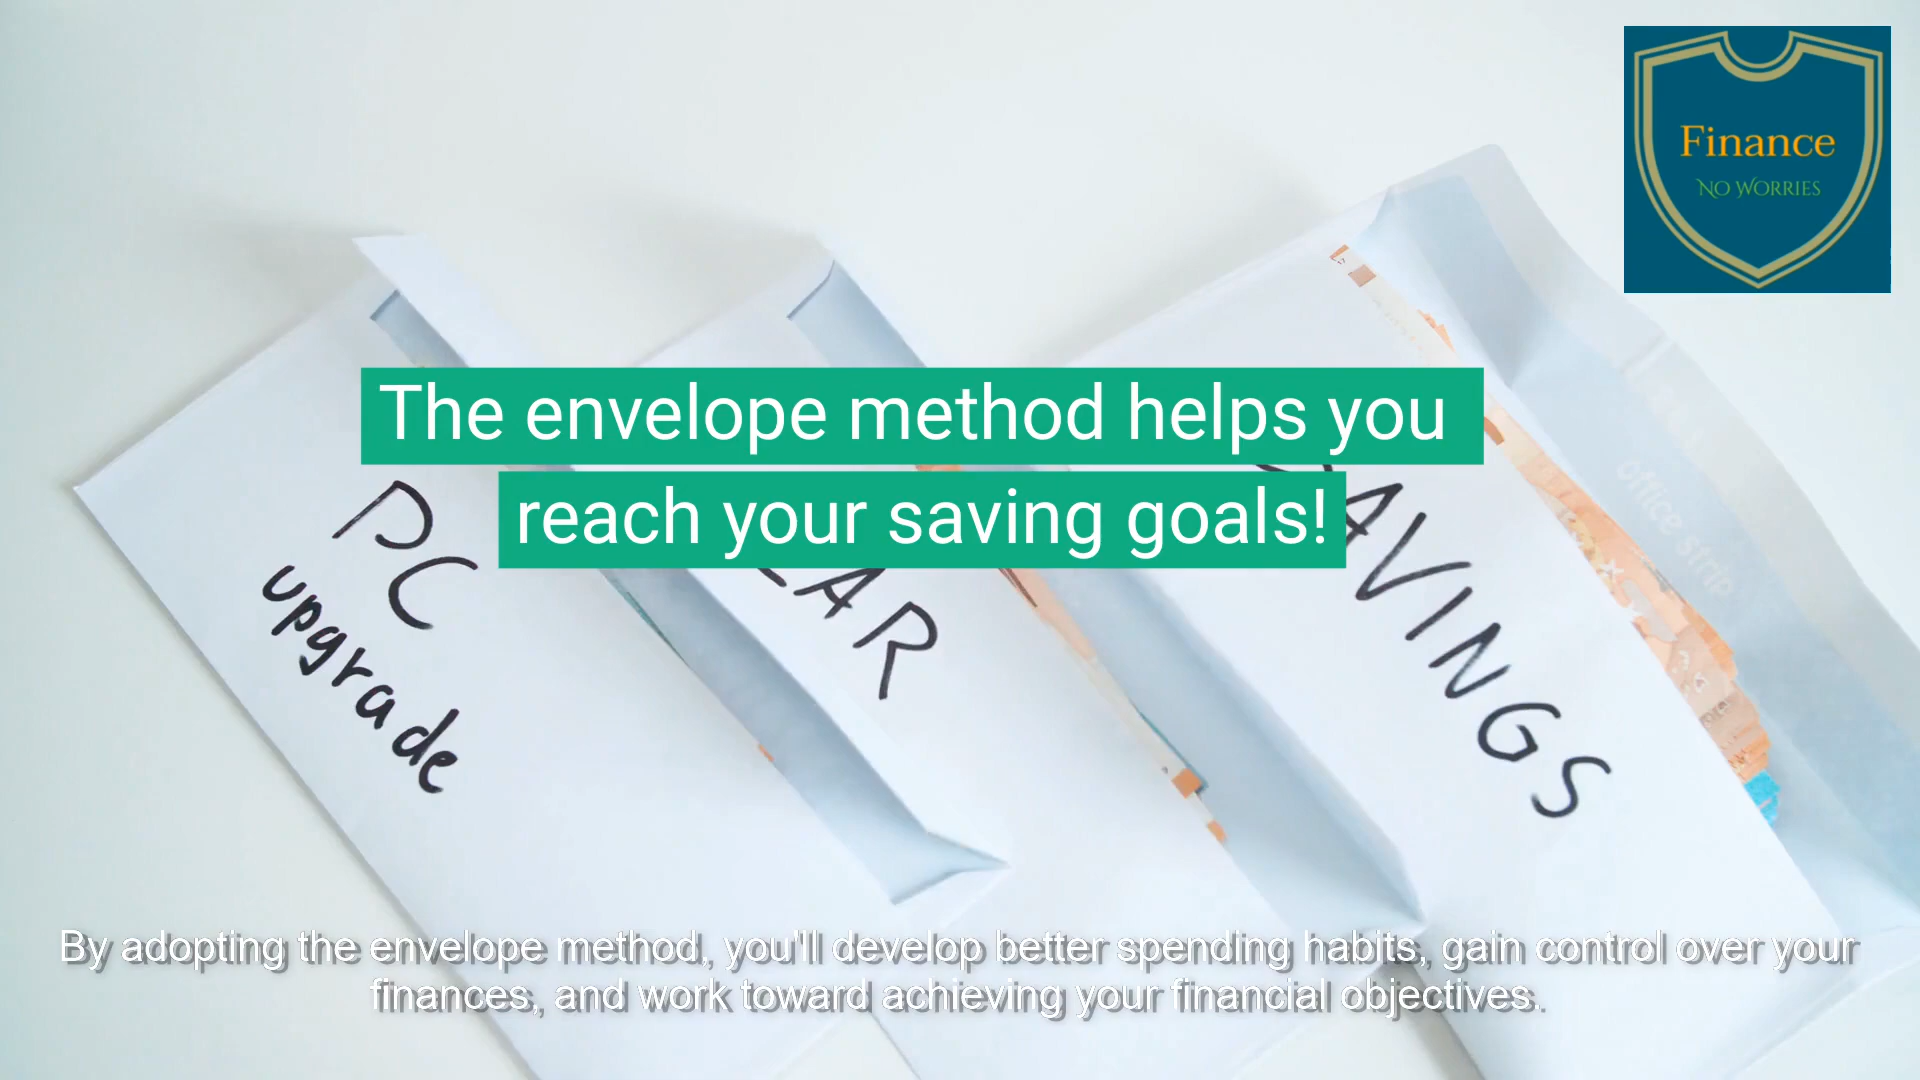 Finance
NO WORRIES
The envelope method helps you
reach your saving goals!
PC
upgrade
CAR
SAVINGS
office strip
By adopting the envelope method, you'll develop better spending habits, gain control over your
finances, and work toward achieving your financial objectives.